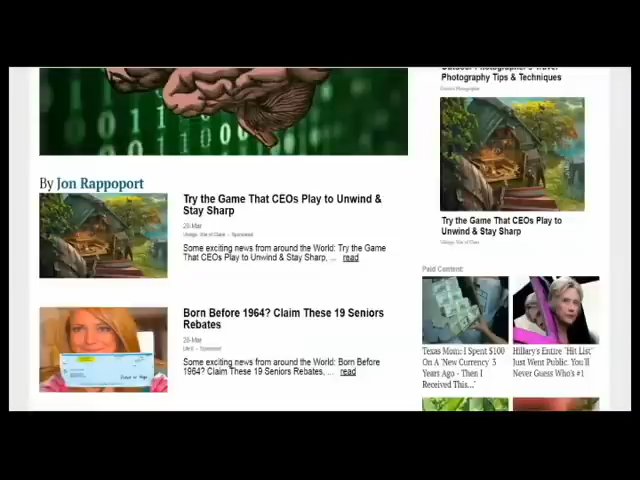 Photography Tips & Techniques
By Jon Rappoport
Try the Game That CEOs Play to Unwind &
Stay Sharp
Some exciting news from around the World: Try the Game
That CEOs Play to Unwind & Stay Sharp, ... read
Born Before 1964? Claim These 19 Seniors
Rebates
Some exciting news from around the World: Born Before
1964? Claim These 19 Seniors Rebates, ... read
Try the Game That CEOs Play to
Unwind & Stay Sharp
Paid Content:
Texas Mom: I Spent $100
On A 'New Currency' 3
Years Ago - Then I
Received This..."
Hillary's Entire 'Hit List'
Just Went Public. You'll
Never Guess Who's #1